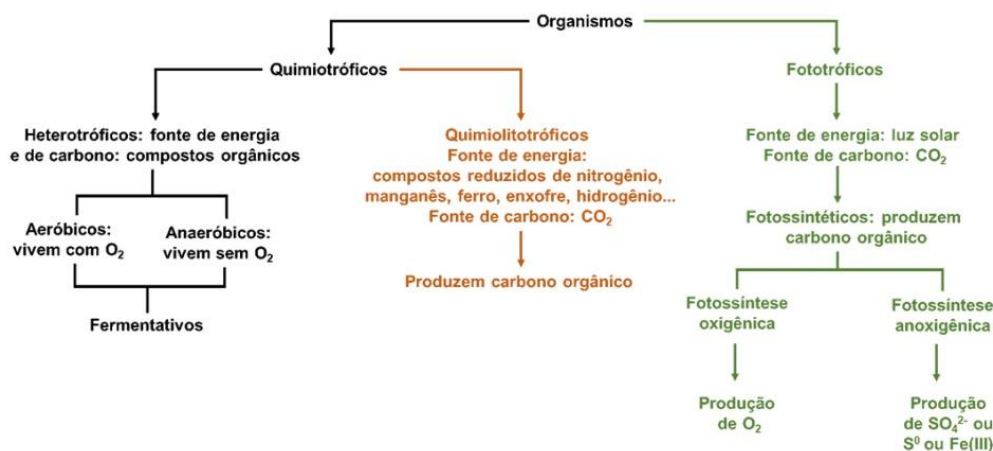 Organismos
Quimiotróficos
Fototróficos
Heterotróficos: fonte de energia
e de carbono: compostos orgânicos
Aeróbicos:
vivem com O₂
Anaeróbicos:
vivem sem O₂
Fermentativos
Quimiolitotróficos
Fonte de energia:
compostos reduzidos de nitrogênio,
manganês, ferro, enxofre, hidrogênio...
Fonte de carbono: CO₂
Produzem carbono orgânico
Fonte de energia: luz solar
Fonte de carbono: CO₂
Fotossintéticos: produzem
carbono orgânico
Fotossíntese
oxigênica
Produção
de O₂
Fotossíntese
anoxigênica
Produção
de SO₄²⁻ ou
S⁰ ou Fe(III)